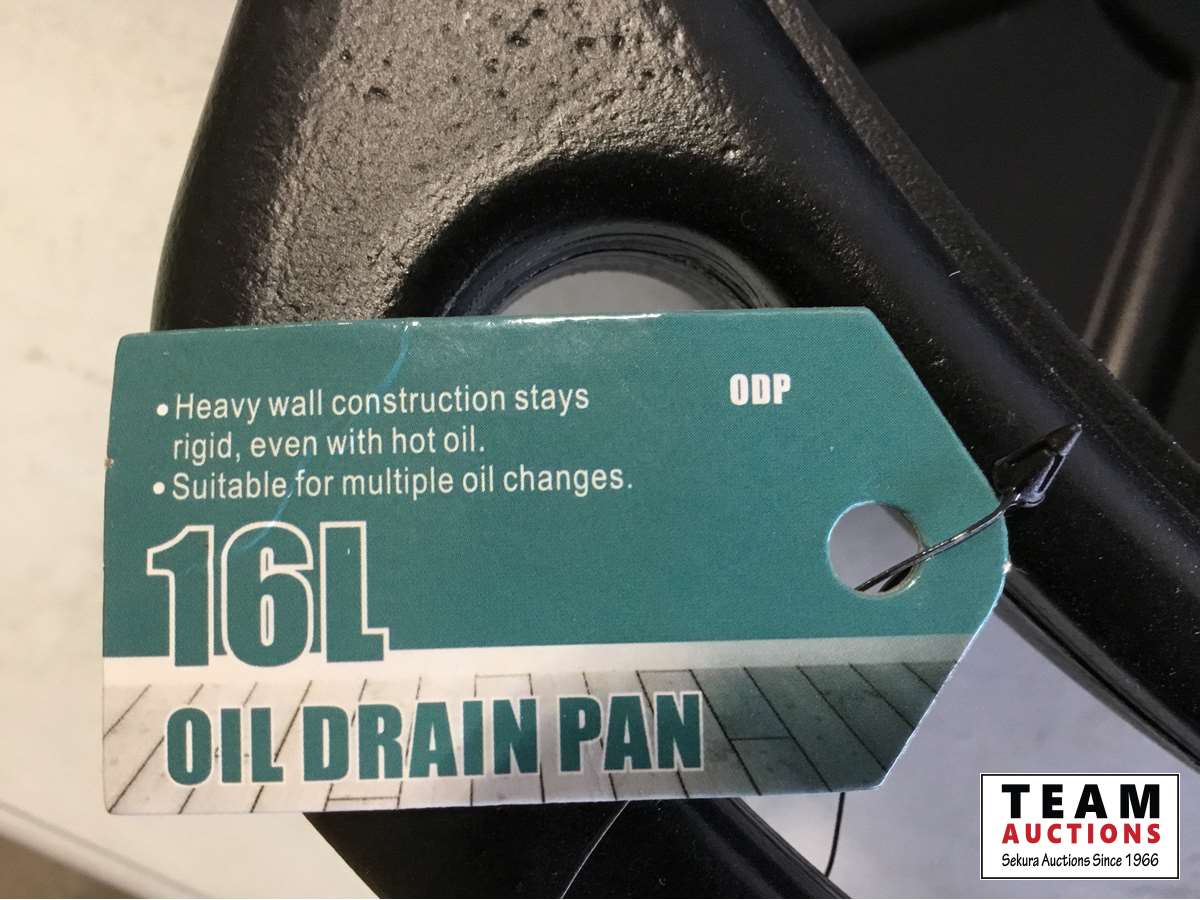 • Heavy wall construction stays
rigid, even with hot oil.
• Suitable for multiple oil changes.
ODP
16L
OIL DRAIN PAN
TEAM
AUCTIONS
Sekura Auctions Since 1966